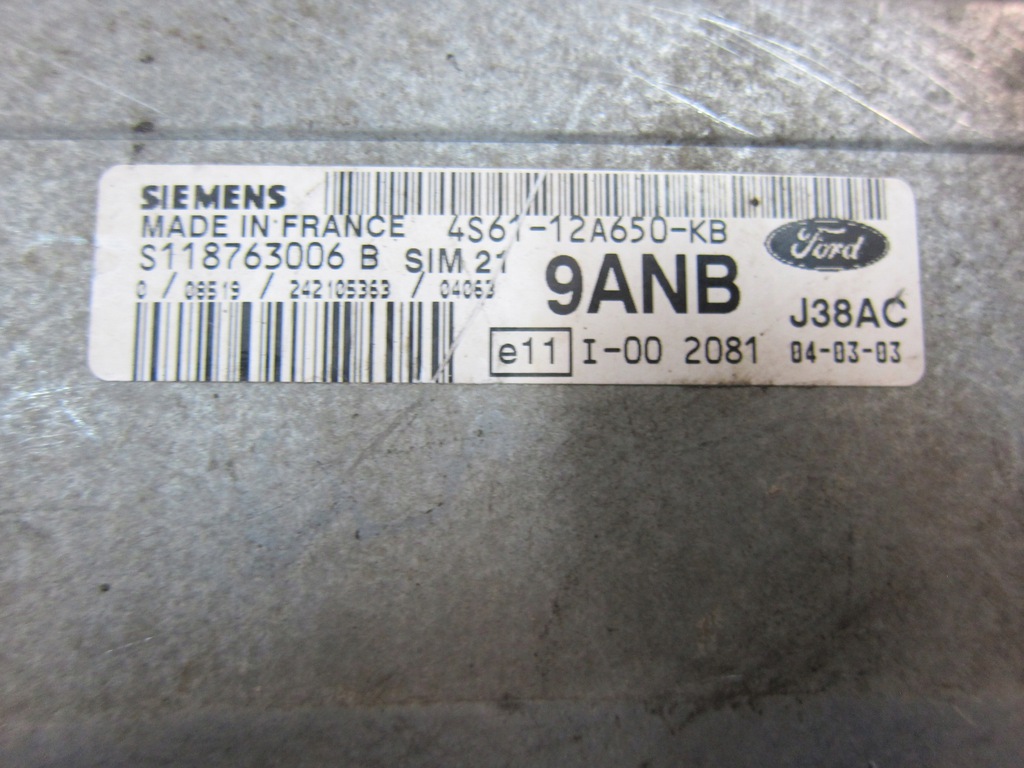 SIEMENS
MADE IN FRANCE 4S61-12A650-KB
Ford
S118763006 B SIM 21
9ANB
0 / 08519 / 242105363 / 04063
J38AC
e11 I-00 2081 04-03-03